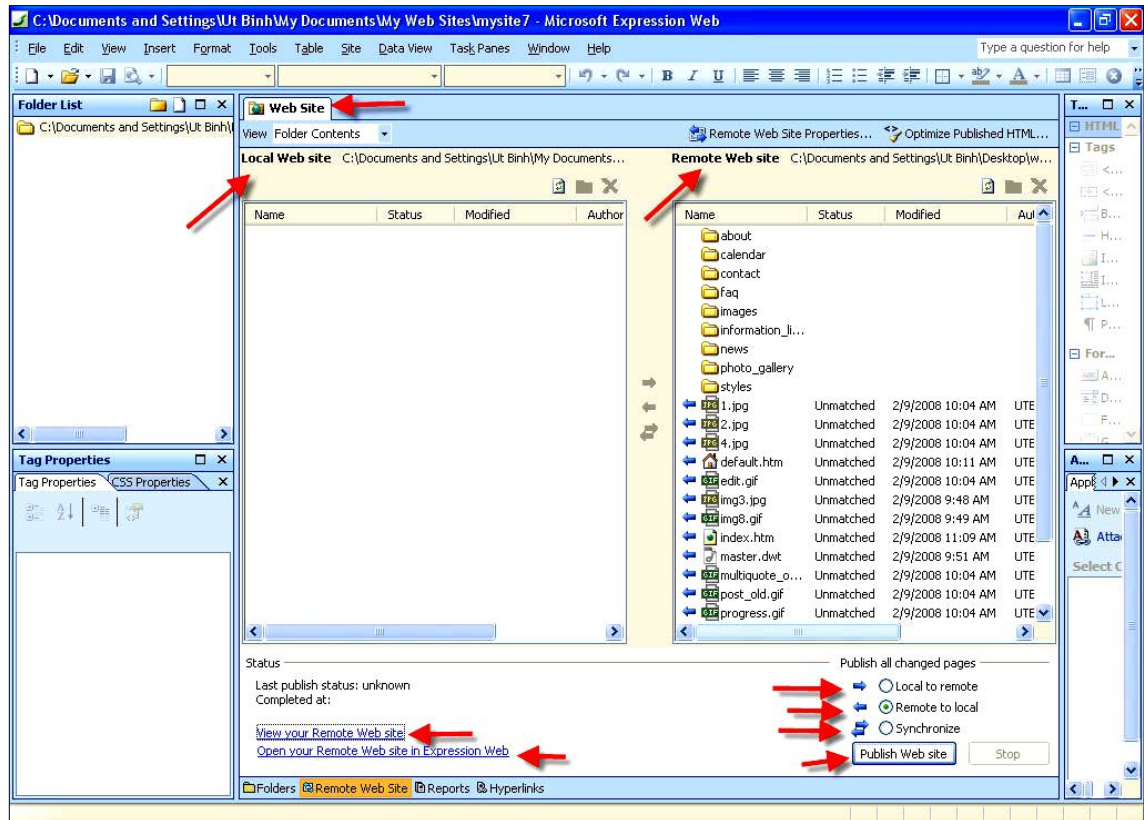 C:\Documents and Settings\Ut Binh\My Documents\My Web Sites\mysite7 - Microsoft Expression Web
File Edit View Insert Format Tools Table Site Data View Task Panes Window Help Type a question for help
Folder List
C:\Documents and Settings\Ut Binh\
Web Site
View Folder Contents Remote Web Site Properties... Optimize Published HTML...
Local Web site C:\Documents and Settings\Ut Binh\My Documents...
Remote Web site C:\Documents and Settings\Ut Binh\Desktop\w...
Name Status Modified Author
Name Status Modified Aut
about
calendar
contact
faq
images
information_li...
news
photo_gallery
styles
1.jpg Unmatched 2/9/2008 10:04 AM UTE
2.jpg Unmatched 2/9/2008 10:04 AM UTE
4.jpg Unmatched 2/9/2008 10:04 AM UTE
default.htm Unmatched 2/9/2008 10:11 AM UTE
edit.gif Unmatched 2/9/2008 10:04 AM UTE
img3.jpg Unmatched 2/9/2008 9:48 AM UTE
img8.gif Unmatched 2/9/2008 9:49 AM UTE
index.htm Unmatched 2/9/2008 11:09 AM UTE
master.dwt Unmatched 2/9/2008 9:51 AM UTE
multiquote_o... Unmatched 2/9/2008 10:04 AM UTE
post_old.gif Unmatched 2/9/2008 10:04 AM UTE
progress.gif Unmatched 2/9/2008 10:04 AM UTE
Tag Properties
Tag Properties CSS Properties
Status
Last publish status: unknown
Completed at:
View your Remote Web site
Open your Remote Web site in Expression Web
Publish all changed pages
Local to remote
Remote to local
Synchronize
Publish Web site Stop
Folders Remote Web Site Reports Hyperlinks
T...
HTML
Tags
<...
<...
B...
H...
I...
I...
L...
P...
For...
A...
D...
F...
A...
New
Select C